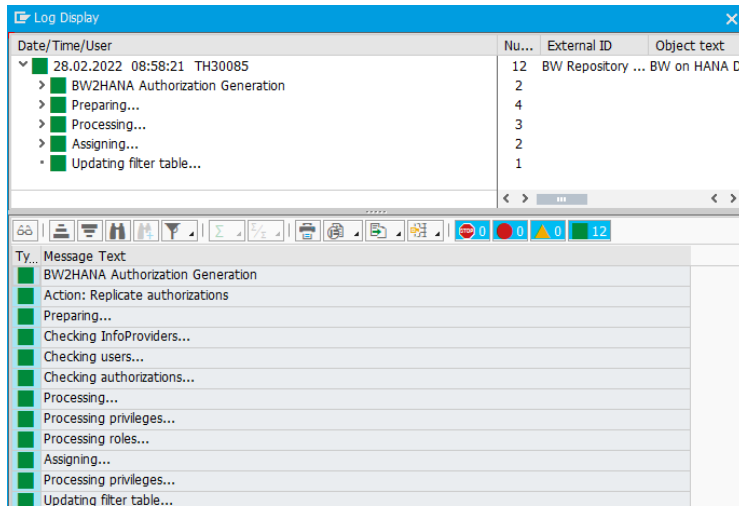 Log Display
Date/Time/User Nu... External ID Object text
28.02.2022 08:58:21 TH30085 12 BW Repository ... BW on HANA D
BW2HANA Authorization Generation 2
Preparing... 4
Processing... 3
Assigning... 2
Updating filter table... 1
STOP 0 0 0 12
Ty... Message Text
BW2HANA Authorization Generation
Action: Replicate authorizations
Preparing...
Checking InfoProviders...
Checking users...
Checking authorizations...
Processing...
Processing privileges...
Processing roles...
Assigning...
Processing privileges...
Updating filter table...